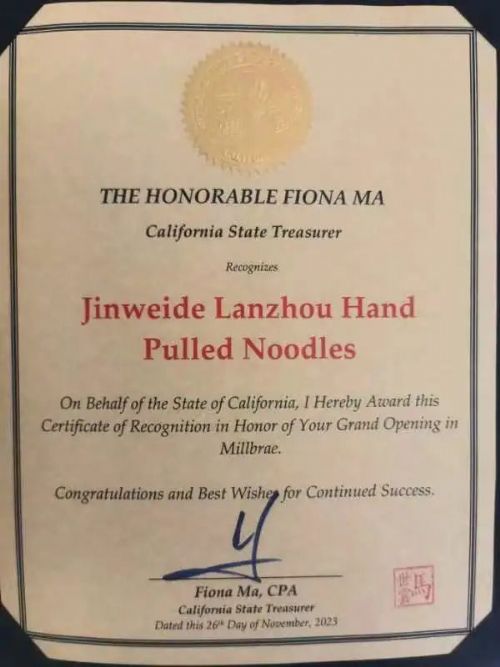 THE HONORABLE FIONA MA
California State Treasurer
Recognizes
Jinweide Lanzhou Hand
Pulled Noodles
On Behalf of the State of California, I Hereby Award this
Certificate of Recognition in Honor of Your Grand Opening in
Millbrae.
Congratulations and Best Wishes for Continued Success.
Fiona Ma, CPA
California State Treasurer
Dated this 26th Day of November, 2023
馬